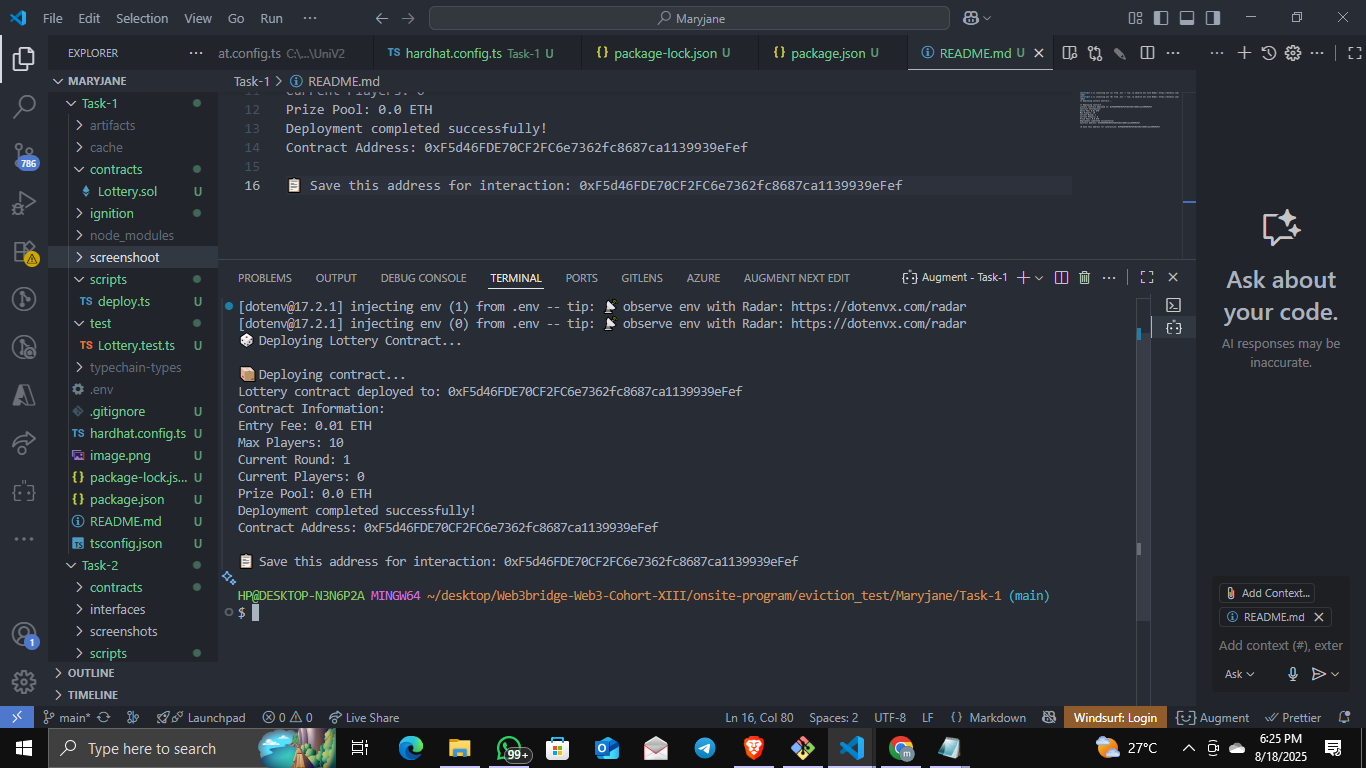 File Edit Selection View Go Run ··· Maryjane
EXPLORER ···
at.config.ts C:\...\UniV2
TS hardhat.config.ts Task-1 U
{} package-lock.json U
{} package.json U
README.md U
MARYJANE
Task-1
artifacts
cache
contracts
Lottery.sol U
ignition
node_modules
screenshoot
scripts
TS deploy.ts U
test
TS Lottery.test.ts U
typechain-types
.env
.gitignore U
TS hardhat.config.ts U
image.png U
{} package-lock.js... U
{} package.json U
README.md U
TS tsconfig.json U
Task-2
contracts
interfaces
screenshots
scripts
OUTLINE
TIMELINE
786
1
Task-1 > README.md
11 Current Players: 0
12 Prize Pool: 0.0 ETH
13 Deployment completed successfully!
14 Contract Address: 0xF5d46FDE70CF2FC6e7362fc8687ca1139939eFef
15
16 📋 Save this address for interaction: 0xF5d46FDE70CF2FC6e7362fc8687ca1139939eFef
PROBLEMS OUTPUT DEBUG CONSOLE TERMINAL PORTS GITLENS AZURE AUGMENT NEXT EDIT
Augment - Task-1
[dotenv@17.2.1] injecting env (1) from .env -- tip: 📡 observe env with Radar: https://dotenvx.com/radar
[dotenv@17.2.1] injecting env (0) from .env -- tip: 📡 observe env with Radar: https://dotenvx.com/radar
🎲 Deploying Lottery Contract...
📦 Deploying contract...
Lottery contract deployed to: 0xF5d46FDE70CF2FC6e7362fc8687ca1139939eFef
Contract Information:
Entry Fee: 0.01 ETH
Max Players: 10
Current Round: 1
Current Players: 0
Prize Pool: 0.0 ETH
Deployment completed successfully!
Contract Address: 0xF5d46FDE70CF2FC6e7362fc8687ca1139939eFef
📋 Save this address for interaction: 0xF5d46FDE70CF2FC6e7362fc8687ca1139939eFef
HP@DESKTOP-N3N6P2A MINGW64 ~/desktop/Web3bridge-Web3-Cohort-XIII/onsite-program/eviction_test/Maryjane/Task-1 (main)
$
Ask about
your code.
AI responses may be
inaccurate.
Add Context...
README.md
Add context (#), exter
Ask
main* Launchpad 0 0 Live Share
Ln 16, Col 80 Spaces: 2 UTF-8 LF {} Markdown Windsurf: Login Augment Prettier
Type here to search
99+
27°C
6:25 PM
8/18/2025